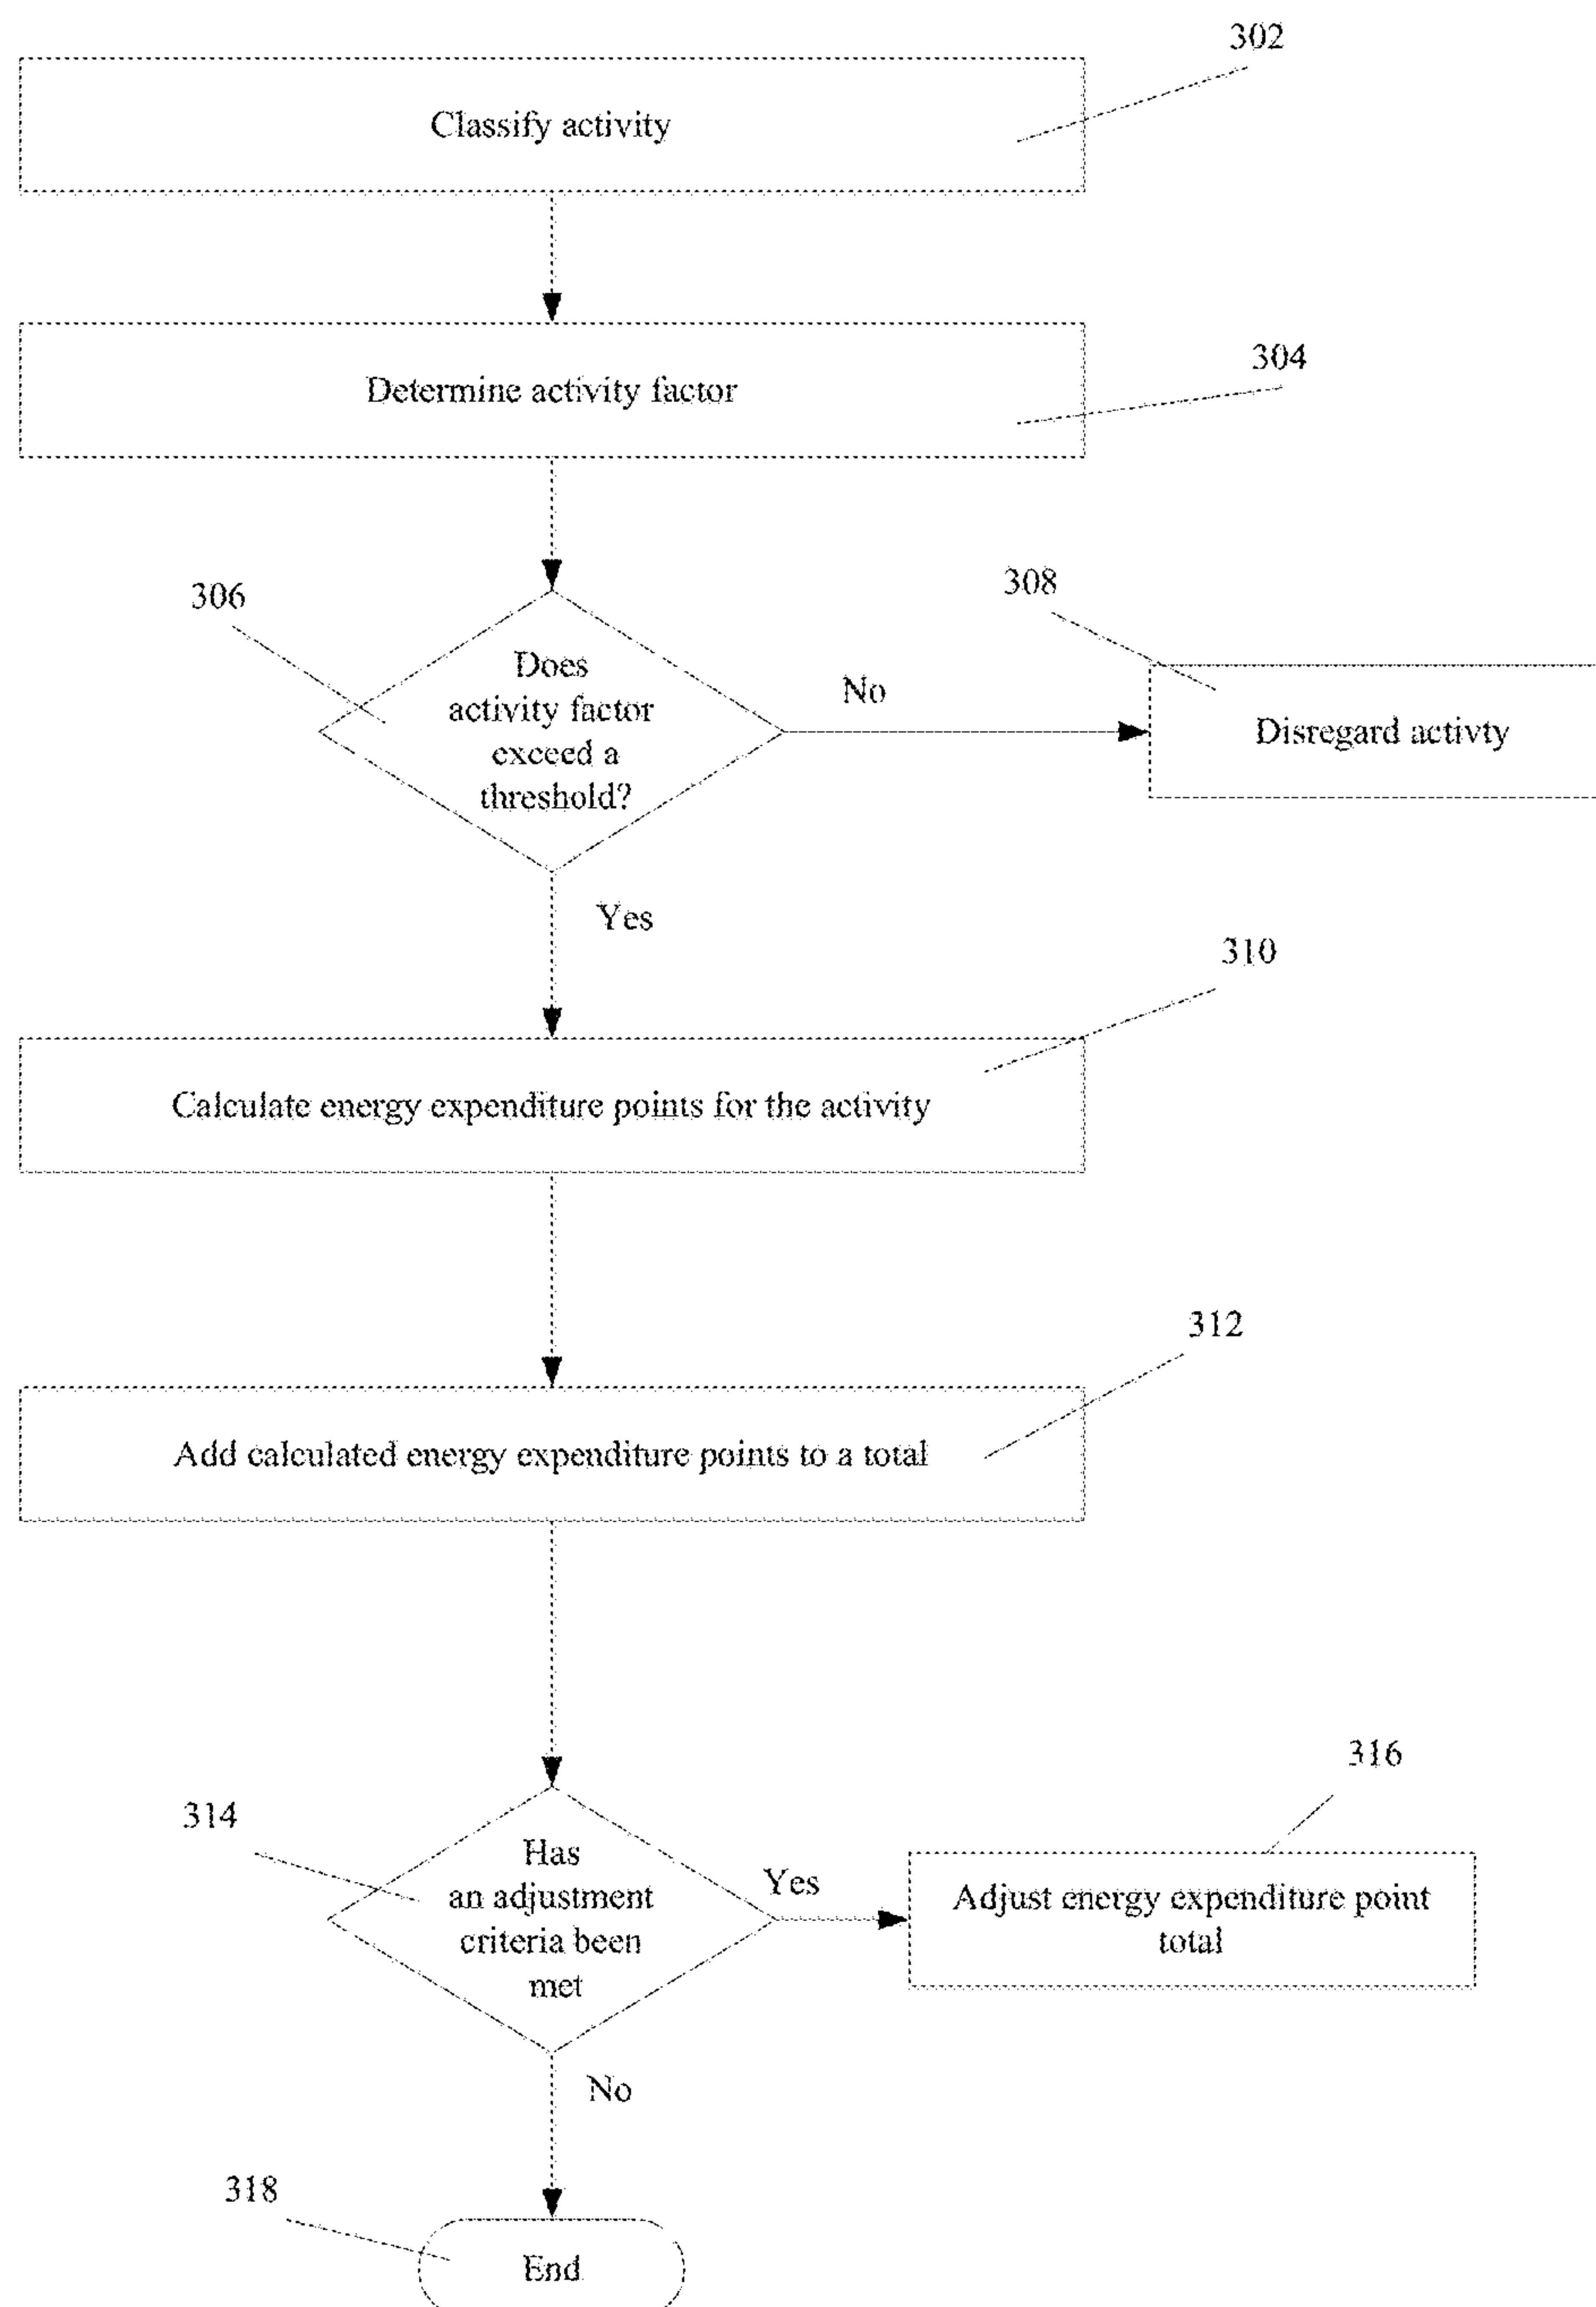 302
Classify activity
304
Determine activity factor
306
308
Does
activity factor
exceed a
threshold?
No
Disregard activty
Yes
310
Calculate energy expenditure points for the activity
312
Add calculated energy expenditure points to a total
314
316
Has
an adjustment
criteria been
met
Yes
Adjust energy expenditure point
total
No
318
End